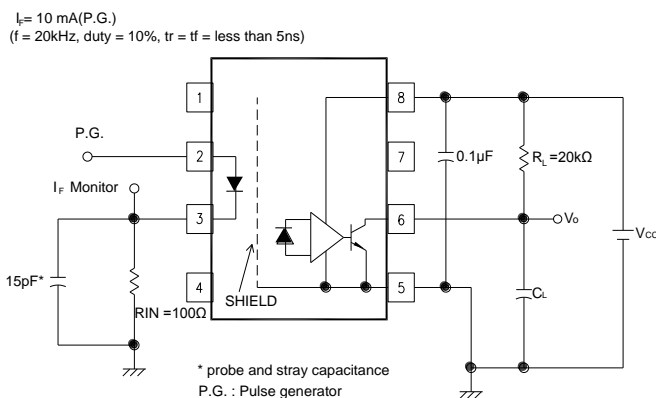 IF= 10 mA(P.G.)
(f = 20kHz, duty = 10%, tr = tf = less than 5ns)
1
8
P.G.
2
7
0.1µF
RL =20kΩ
IF Monitor
3
6
Vo
VCC
15pF*
4
5
SHIELD
CL
RIN =100Ω
* probe and stray capacitance
P.G. : Pulse generator